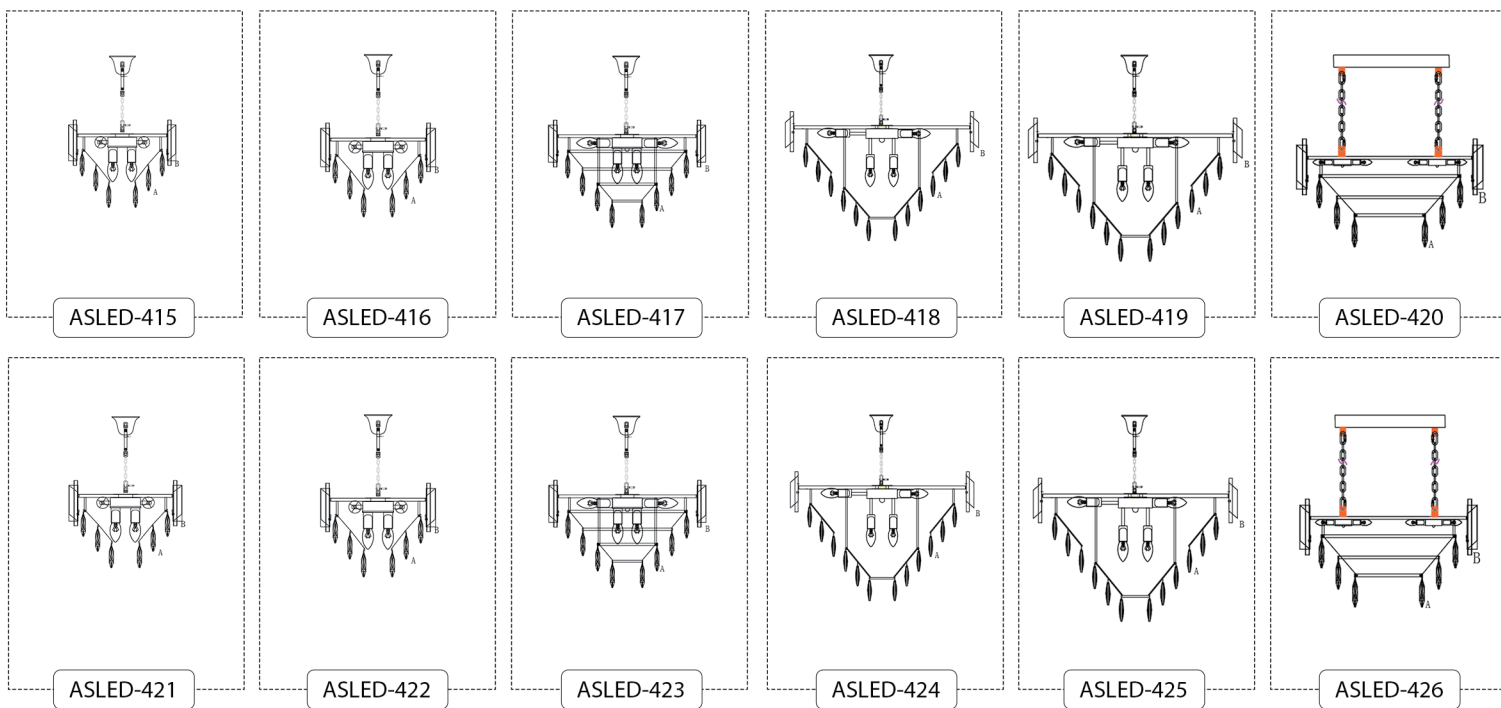 B
A
ASLED-415
B
A
ASLED-416
B
A
ASLED-417
B
A
ASLED-418
B
A
ASLED-419
B
A
ASLED-420
B
A
ASLED-421
B
A
ASLED-422
B
A
ASLED-423
B
A
ASLED-424
B
A
ASLED-425
B
A
ASLED-426